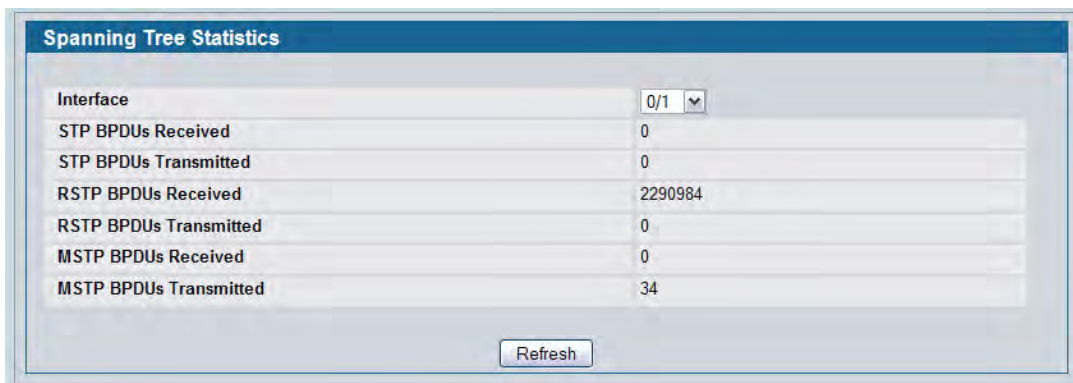 Spanning Tree Statistics
Interface 0/1
STP BPDUs Received 0
STP BPDUs Transmitted 0
RSTP BPDUs Received 2290984
RSTP BPDUs Transmitted 0
MSTP BPDUs Received 0
MSTP BPDUs Transmitted 34
Refresh